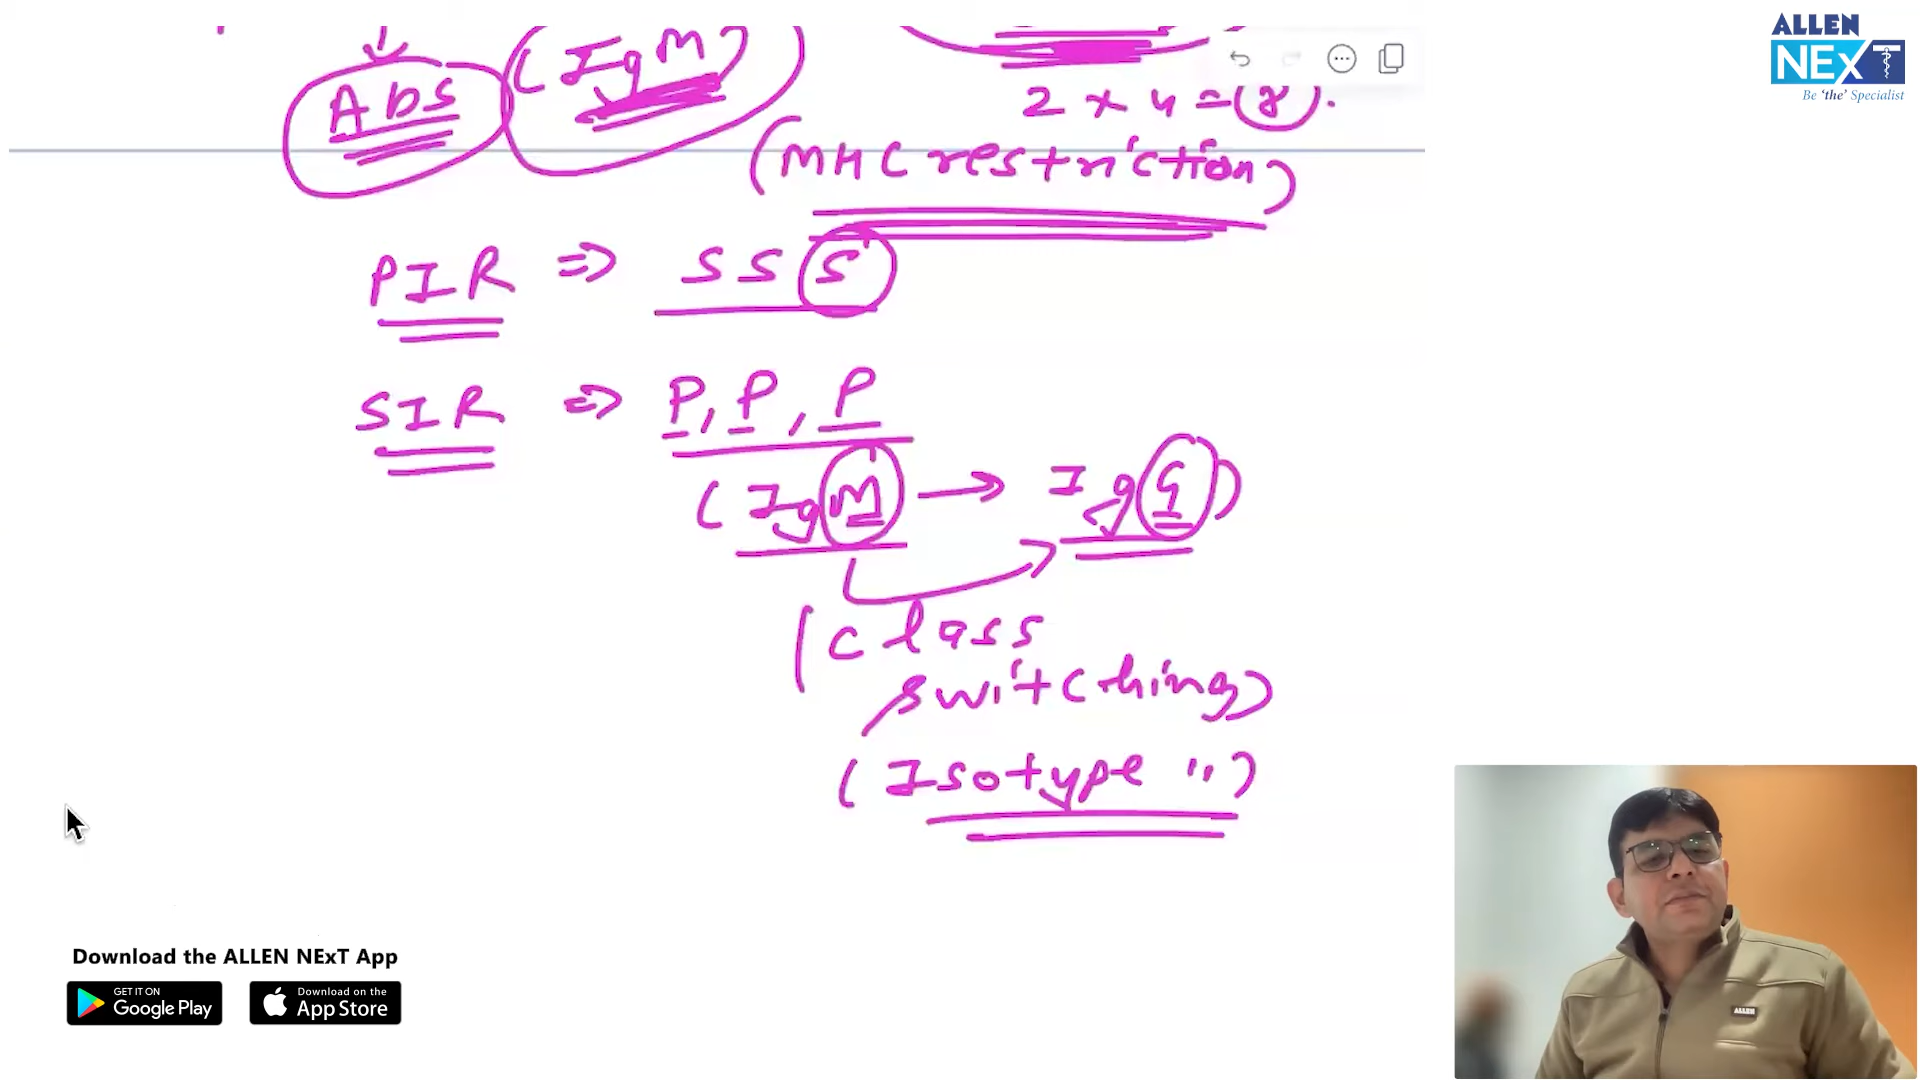 ALLEN
NEXT
Be 'the' Specialist
Abs (IgM)
2 x 4 = 8.
(MHC restriction)
PIR ⇒ S S S
SIR ⇒ P, P, P
(IgM → IgG)
(class
switching)
(Isotype ")
Download the ALLEN NExT App
GET IT ON
Google Play
Download on the
App Store
ALLEN